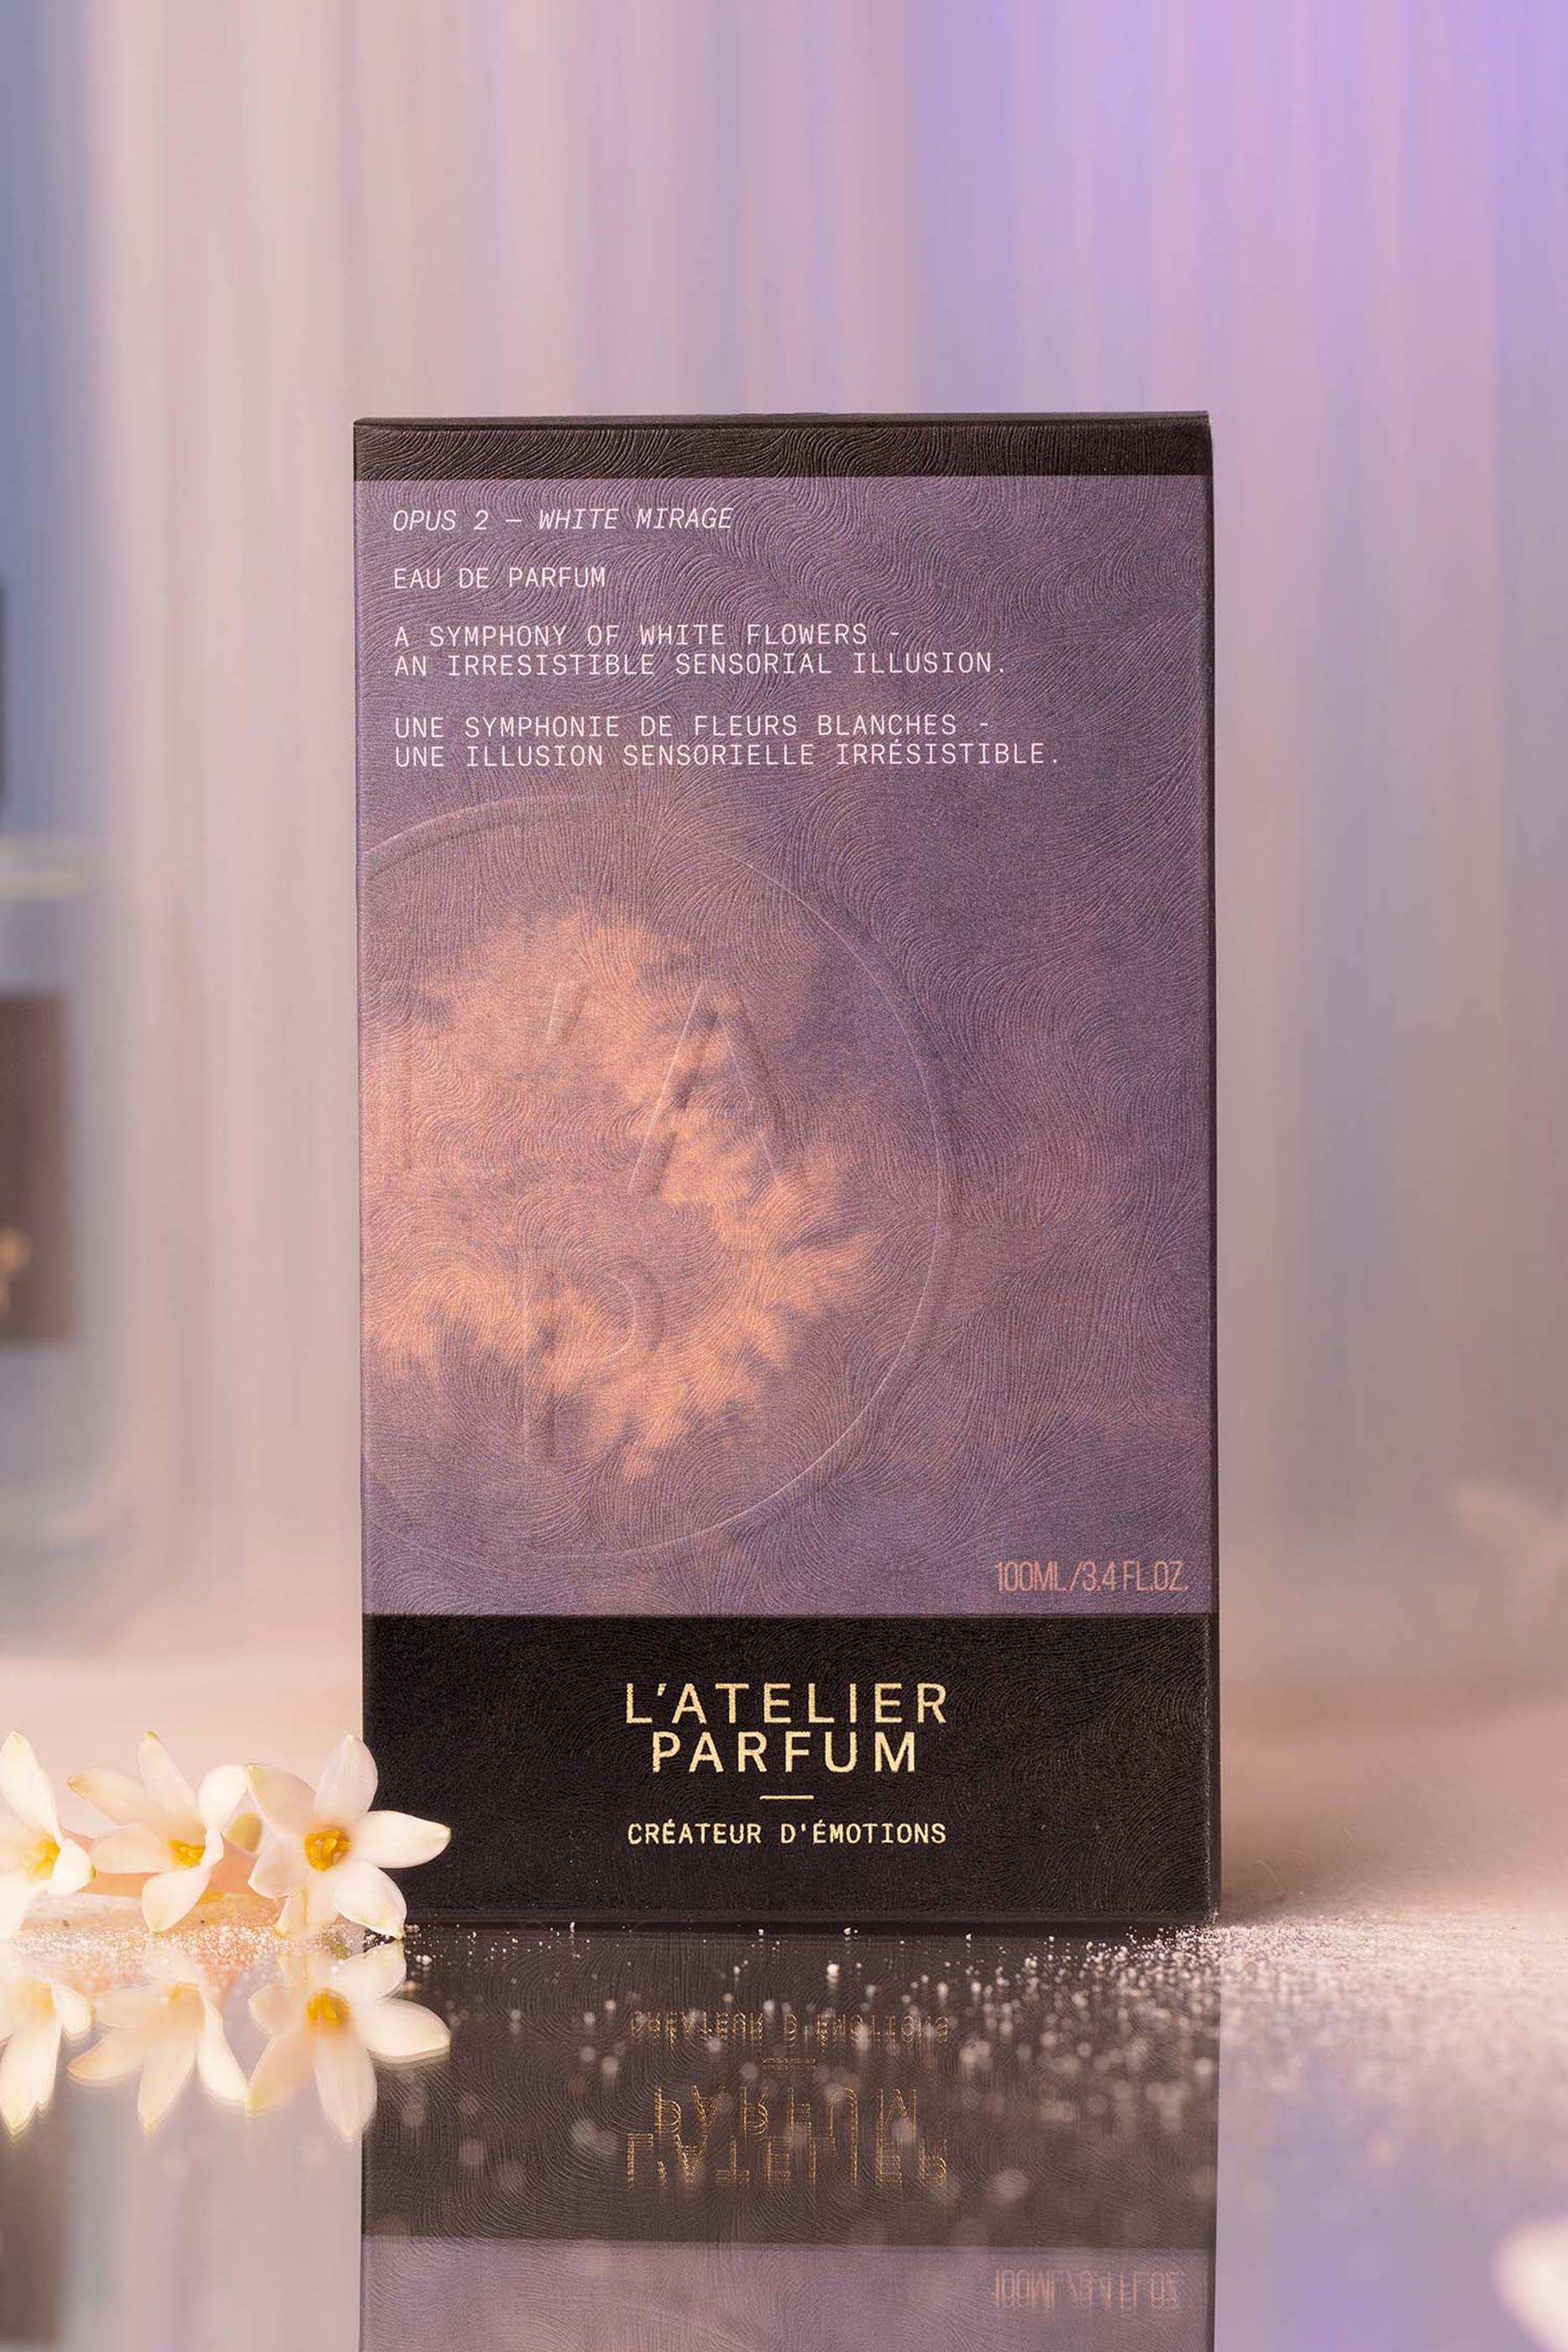 OPUS 2 — WHITE MIRAGE
EAU DE PARFUM
A SYMPHONY OF WHITE FLOWERS -
AN IRRESISTIBLE SENSORIAL ILLUSION.
UNE SYMPHONIE DE FLEURS BLANCHES -
UNE ILLUSION SENSORIELLE IRRÉSISTIBLE.
L'A
P
100ML/3.4 FL.OZ.
L'ATELIER
PARFUM
CRÉATEUR D'ÉMOTIONS